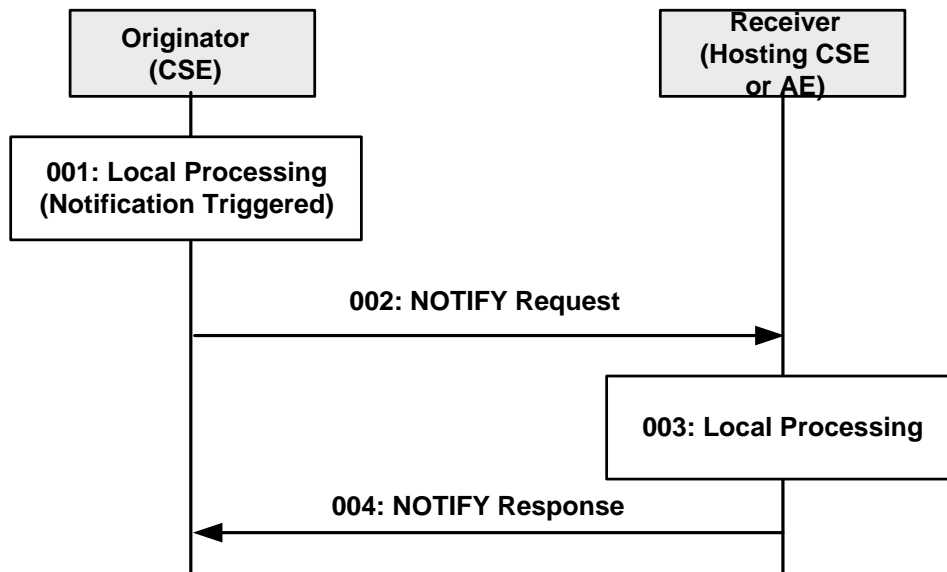 Originator
(CSE)
Receiver
(Hosting CSE
or AE)
001: Local Processing
(Notification Triggered)
002: NOTIFY Request
003: Local Processing
004: NOTIFY Response